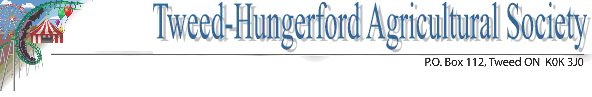 Tweed-Hungerford Agricultural Society
P.O. Box 112, Tweed ON K0K 3J0